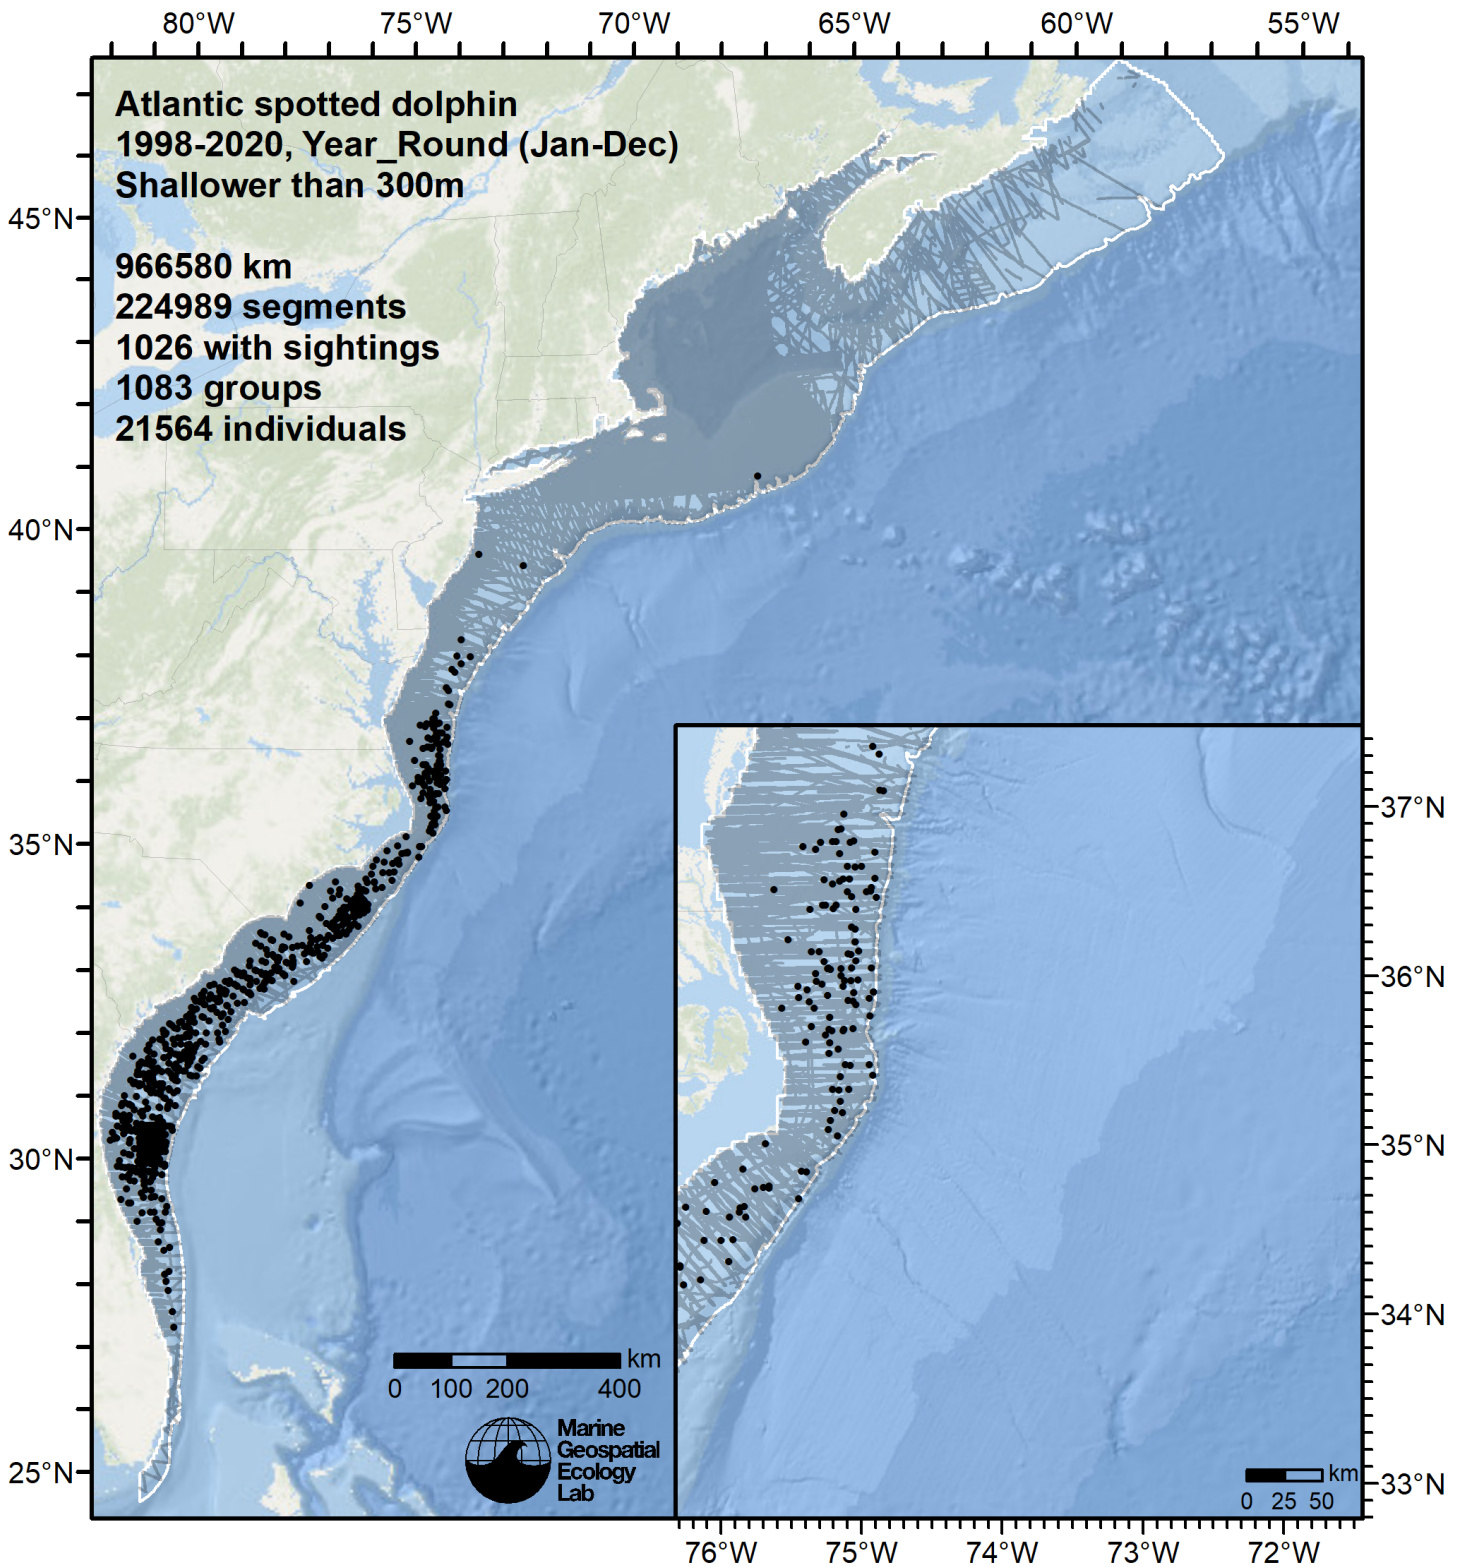 80°W 75°W 70°W 65°W 60°W 55°W
Atlantic spotted dolphin
1998-2020, Year_Round (Jan-Dec)
Shallower than 300m
966580 km
224989 segments
1026 with sightings
1083 groups
21564 individuals
45°N
40°N
35°N
30°N
25°N
37°N
36°N
35°N
34°N
33°N
km
0 100 200 400
Marine
Geospatial
Ecology
Lab
km
0 25 50
76°W 75°W 74°W 73°W 72°W